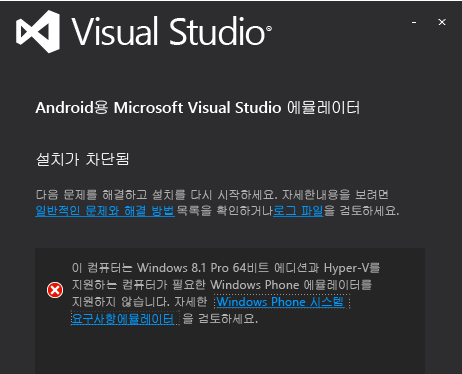 Visual Studio®
Android용 Microsoft Visual Studio 에뮬레이터
설치가 차단됨
다음 문제를 해결하고 설치를 다시 시작하세요. 자세한내용을 보려면
일반적인 문제와 해결 방법 목록을 확인하거나로그 파일을 검토하세요.
이 컴퓨터는 Windows 8.1 Pro 64비트 에디션과 Hyper-V를
지원하는 컴퓨터가 필요한 Windows Phone 에뮬레이터를
지원하지 않습니다. 자세한 Windows Phone 시스템
요구사항에뮬레이터 을 검토하세요.